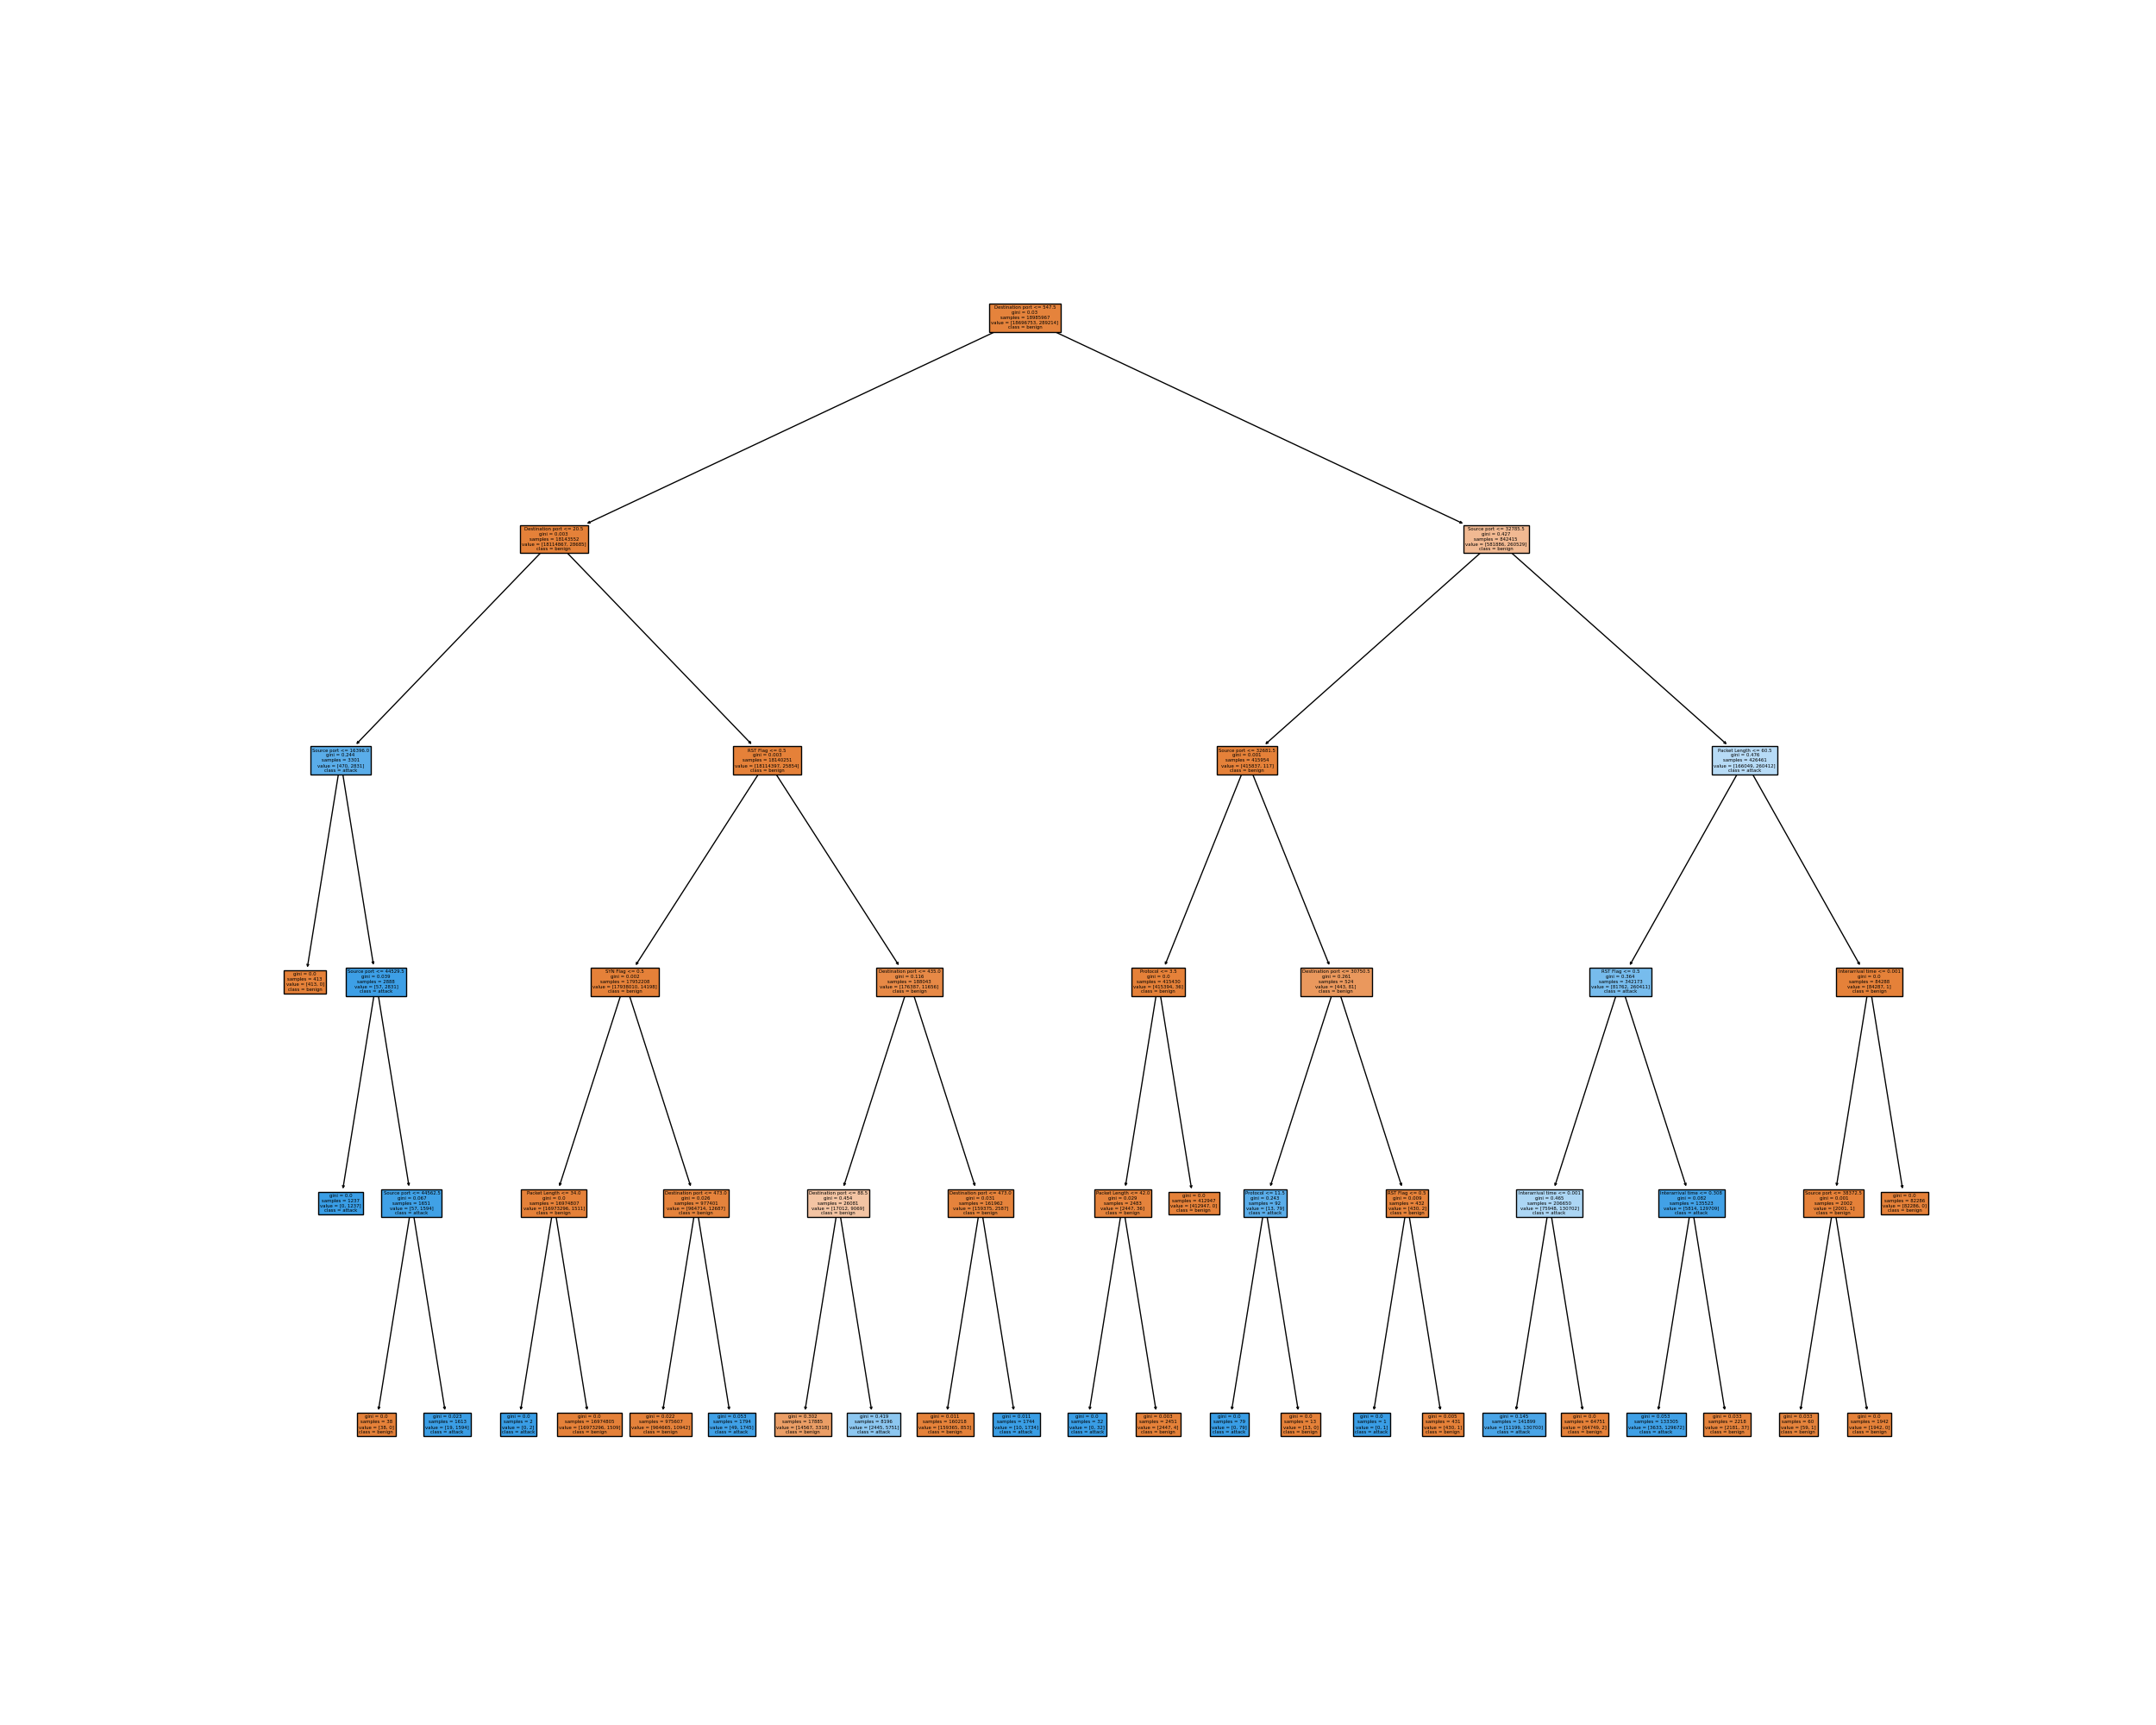 Destination port <= 547.5
gini = 0.03
samples = 18985967
value = [18696753, 289214]
class = benign
Destination port <= 20.5
gini = 0.003
samples = 18143552
value = [18114867, 28685]
class = benign
Source port <= 32785.5
gini = 0.427
samples = 842415
value = [581886, 260529]
class = benign
Source port <= 16396.0
gini = 0.244
samples = 3301
value = [470, 2831]
class = attack
RST Flag <= 0.5
gini = 0.003
samples = 18140251
value = [18114397, 25854]
class = benign
Source port <= 32681.5
gini = 0.001
samples = 415954
value = [415837, 117]
class = benign
Packet Length <= 60.5
gini = 0.476
samples = 426461
value = [166049, 260412]
class = attack
gini = 0.0
samples = 413
value = [413, 0]
class = benign
Source port <= 44529.5
gini = 0.039
samples = 2888
value = [57, 2831]
class = attack
SYN Flag <= 0.5
gini = 0.002
samples = 17952208
value = [17938010, 14198]
class = benign
Destination port <= 435.0
gini = 0.116
samples = 188043
value = [176387, 11656]
class = benign
Protocol <= 3.5
gini = 0.0
samples = 415430
value = [415394, 36]
class = benign
Destination port <= 30750.5
gini = 0.261
samples = 524
value = [443, 81]
class = benign
RST Flag <= 0.5
gini = 0.364
samples = 342173
value = [81762, 260411]
class = attack
Interarrival time <= 0.001
gini = 0.0
samples = 84288
value = [84287, 1]
class = benign
gini = 0.0
samples = 1237
value = [0, 1237]
class = attack
Source port <= 44562.5
gini = 0.067
samples = 1651
value = [57, 1594]
class = attack
Packet Length <= 34.0
gini = 0.0
samples = 16974807
value = [16973296, 1511]
class = benign
Destination port <= 473.0
gini = 0.026
samples = 977401
value = [964714, 12687]
class = benign
Destination port <= 88.5
gini = 0.454
samples = 26081
value = [17012, 9069]
class = benign
Destination port <= 473.0
gini = 0.031
samples = 161962
value = [159375, 2587]
class = benign
Packet Length <= 42.0
gini = 0.029
samples = 2483
value = [2447, 36]
class = benign
gini = 0.0
samples = 412947
value = [412947, 0]
class = benign
Protocol <= 11.5
gini = 0.243
samples = 92
value = [13, 79]
class = attack
RST Flag <= 0.5
gini = 0.009
samples = 432
value = [430, 2]
class = benign
Interarrival time <= 0.001
gini = 0.465
samples = 206650
value = [75948, 130702]
class = attack
Interarrival time <= 0.308
gini = 0.082
samples = 135523
value = [5814, 129709]
class = attack
Source port <= 38372.5
gini = 0.001
samples = 2002
value = [2001, 1]
class = benign
gini = 0.0
samples = 82286
value = [82286, 0]
class = benign
gini = 0.0
samples = 38
value = [38, 0]
class = benign
gini = 0.023
samples = 1613
value = [19, 1594]
class = attack
gini = 0.0
samples = 2
value = [0, 2]
class = attack
gini = 0.0
samples = 16974805
value = [16973296, 1509]
class = benign
gini = 0.022
samples = 975607
value = [964665, 10942]
class = benign
gini = 0.053
samples = 1794
value = [49, 1745]
class = attack
gini = 0.302
samples = 17885
value = [14567, 3318]
class = benign
gini = 0.419
samples = 8196
value = [2445, 5751]
class = attack
gini = 0.011
samples = 160218
value = [159365, 853]
class = benign
gini = 0.011
samples = 1744
value = [10, 1734]
class = attack
gini = 0.0
samples = 32
value = [0, 32]
class = attack
gini = 0.003
samples = 2451
value = [2447, 4]
class = benign
gini = 0.0
samples = 79
value = [0, 79]
class = attack
gini = 0.0
samples = 13
value = [13, 0]
class = benign
gini = 0.0
samples = 1
value = [0, 1]
class = attack
gini = 0.005
samples = 431
value = [430, 1]
class = benign
gini = 0.145
samples = 141899
value = [11199, 130700]
class = attack
gini = 0.0
samples = 64751
value = [64749, 2]
class = benign
gini = 0.053
samples = 133305
value = [3633, 129672]
class = attack
gini = 0.033
samples = 2218
value = [2181, 37]
class = benign
gini = 0.033
samples = 60
value = [59, 1]
class = benign
gini = 0.0
samples = 1942
value = [1942, 0]
class = benign